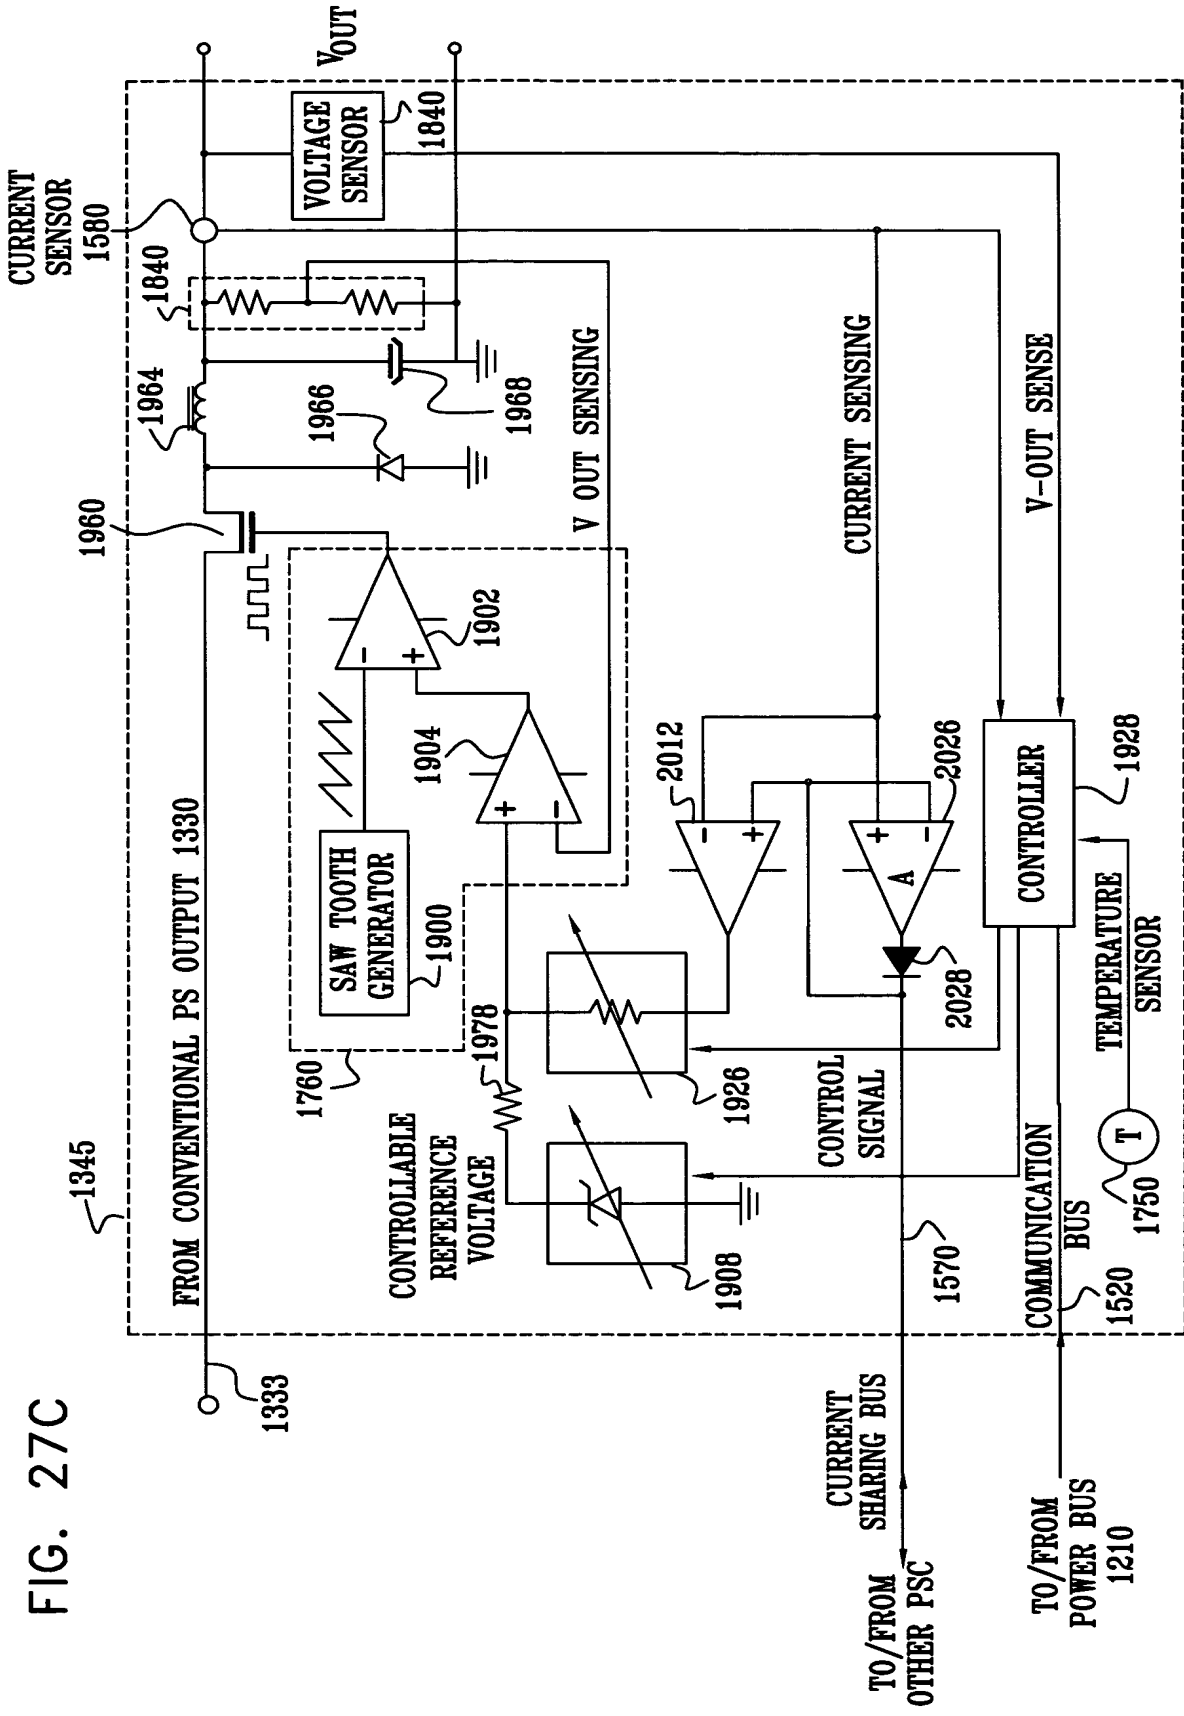 FIG. 27C
1345
FROM CONVENTIONAL PS OUTPUT 1330
1333
1960
1964
1966
1968
1840
CURRENT
SENSOR
1580
VOLTAGE
SENSOR
1840
VOUT
1760
SAW TOOTH
GENERATOR
1900
-
+
1902
1904
+
-
V OUT SENSING
CONTROLLABLE
REFERENCE
VOLTAGE
1978
1908
1926
2012
-
+
CURRENT SENSING
A
+
-
2026
2028
CONTROL
SIGNAL
1570
CURRENT
SHARING BUS
TO/FROM
OTHER PSC
CONTROLLER
1928
V-OUT SENSE
COMMUNICATION
BUS
1520
TO/FROM
POWER BUS
1210
TEMPERATURE
SENSOR
T
1750